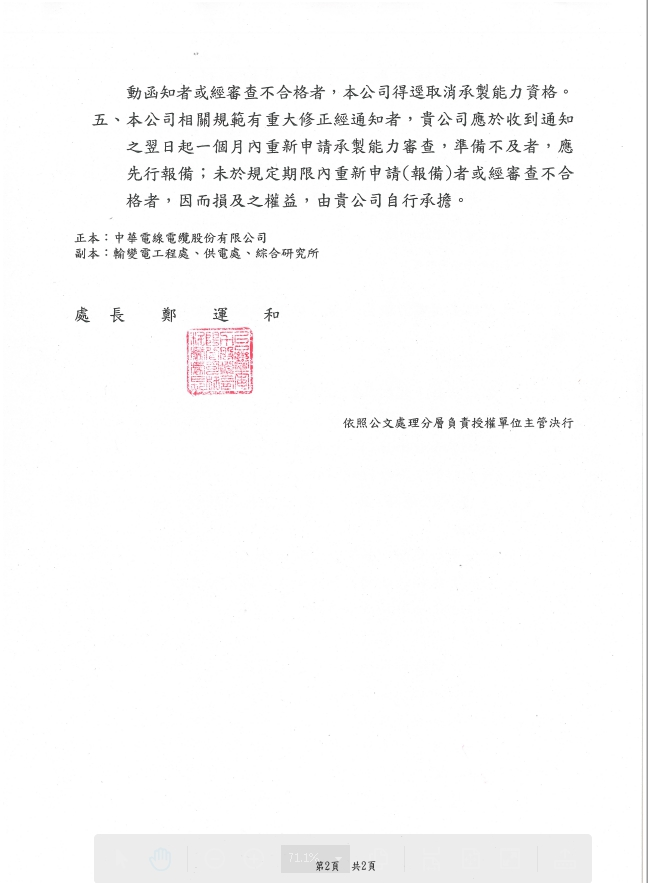 動函知者或經審查不合格者，本公司得逕取消承製能力資格。
五、本公司相關規範有重大修正經通知者，貴公司應於收到通知
之翌日起一個月內重新申請承製能力審查，準備不及者，應
先行報備；未於規定期限內重新申請(報備)者或經審查不合
格者，因而損及之權益，由貴公司自行承擔。
正本：中華電線電纜股份有限公司
副本：輸變電工程處、供電處、綜合研究所
處 長 鄭 運 和
依照公文處理分層負責授權單位主管決行
71.1%
第2頁 共2頁